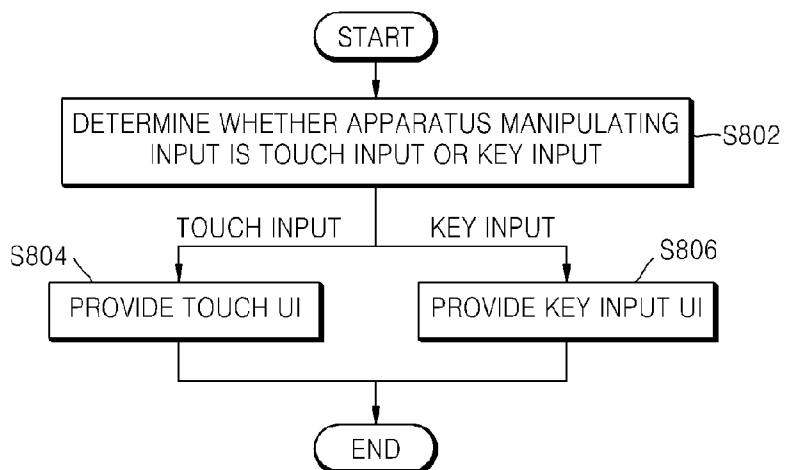 START
DETERMINE WHETHER APPARATUS MANIPULATING
INPUT IS TOUCH INPUT OR KEY INPUT
S802
TOUCH INPUT
KEY INPUT
S804
S806
PROVIDE TOUCH UI
PROVIDE KEY INPUT UI
END